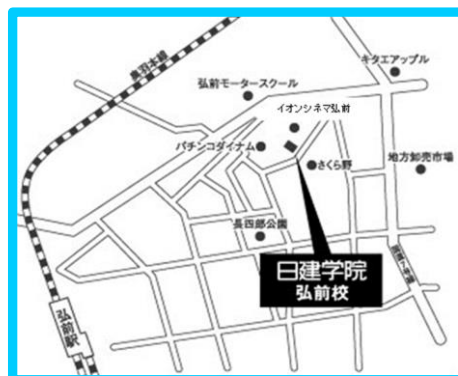 キタエアップル
奥羽本線
弘前モータースクール
イオンシネマ弘前
パチンコダイナム
さくら野
地方卸売市場
長四郎公園
日建学院
弘前校
弘前駅